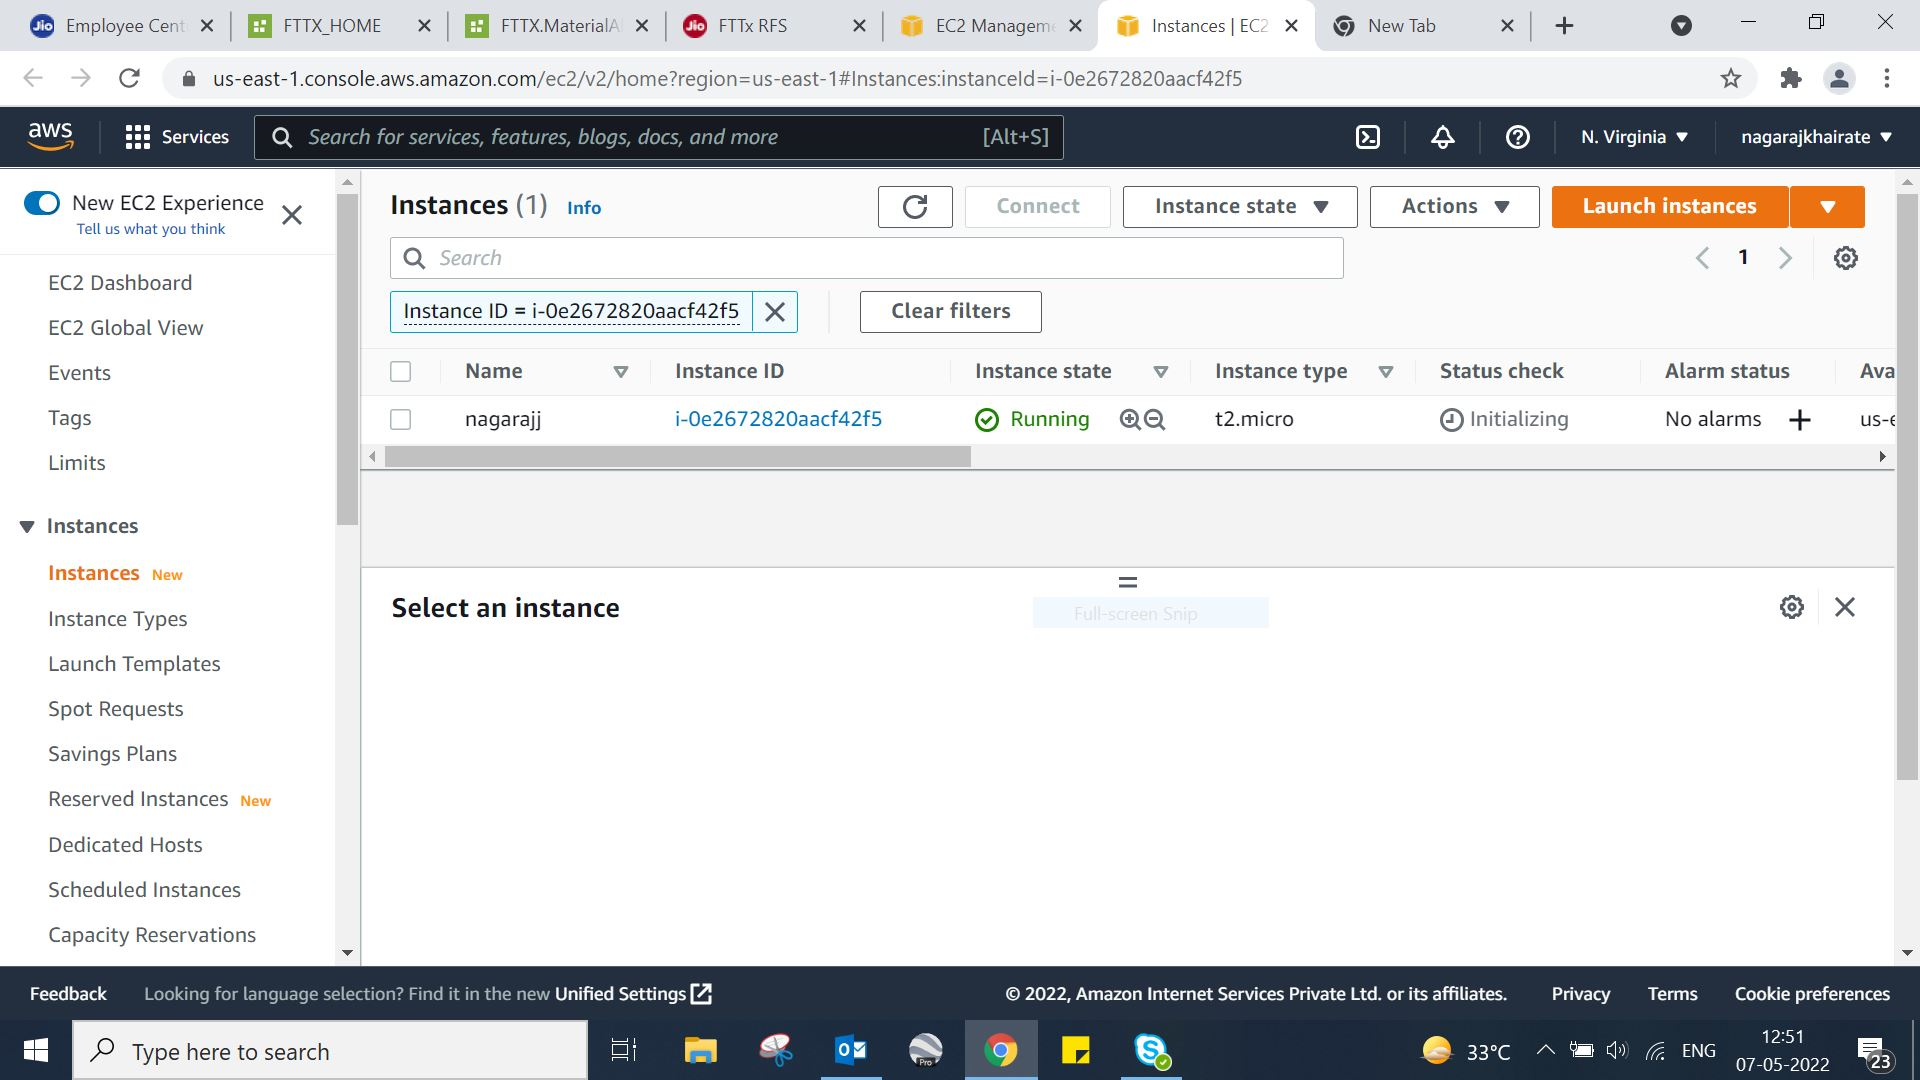 Employee Cent
FTTX_HOME
FTTX.MaterialA
FTTx RFS
EC2 Manageme
Instances | EC2
New Tab
us-east-1.console.aws.amazon.com/ec2/v2/home?region=us-east-1#Instances:instanceId=i-0e2672820aacf42f5
aws
Services
Search for services, features, blogs, docs, and more [Alt+S]
N. Virginia
nagarajkhairate
New EC2 Experience
Tell us what you think
EC2 Dashboard
EC2 Global View
Events
Tags
Limits
Instances
Instances New
Instance Types
Launch Templates
Spot Requests
Savings Plans
Reserved Instances New
Dedicated Hosts
Scheduled Instances
Capacity Reservations
Instances (1) Info
Connect
Instance state
Actions
Launch instances
Search
1
Instance ID = i-0e2672820aacf42f5
Clear filters
Name Instance ID Instance state Instance type Status check Alarm status Ava
nagarajj i-0e2672820aacf42f5 Running t2.micro Initializing No alarms + us-e
Select an instance
Full-screen Snip
Feedback
Looking for language selection? Find it in the new Unified Settings
© 2022, Amazon Internet Services Private Ltd. or its affiliates.
Privacy
Terms
Cookie preferences
Type here to search
Pro
33°C
ENG
12:51
07-05-2022
23